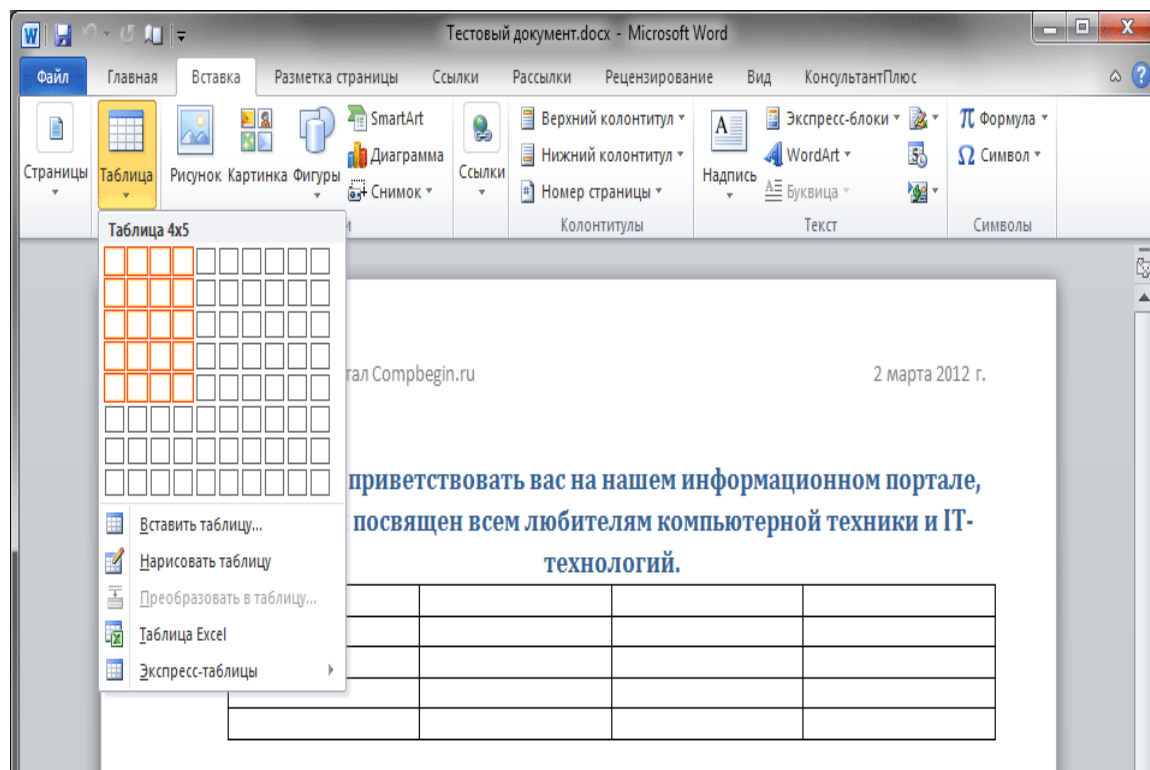 Тестовый документ.docx - Microsoft Word
Файл Главная Вставка Разметка страницы Ссылки Рассылки Рецензирование Вид КонсультантПлюс
Страницы
Таблица
Рисунок Картинка Фигуры
SmartArt
Диаграмма
Снимок
Ссылки
Верхний колонтитул
Нижний колонтитул
Номер страницы
Колонтитулы
Надпись
Экспресс-блоки
WordArt
Буквица
Текст
π Формула
Ω Символ
Символы
Таблица 4x5
Вставить таблицу...
Нарисовать таблицу
Преобразовать в таблицу...
Таблица Excel
Экспресс-таблицы
Compbegin.ru 2 марта 2012 г.
приветствовать вас на нашем информационном портале,
посвящен всем любителям компьютерной техники и IT-
технологий.